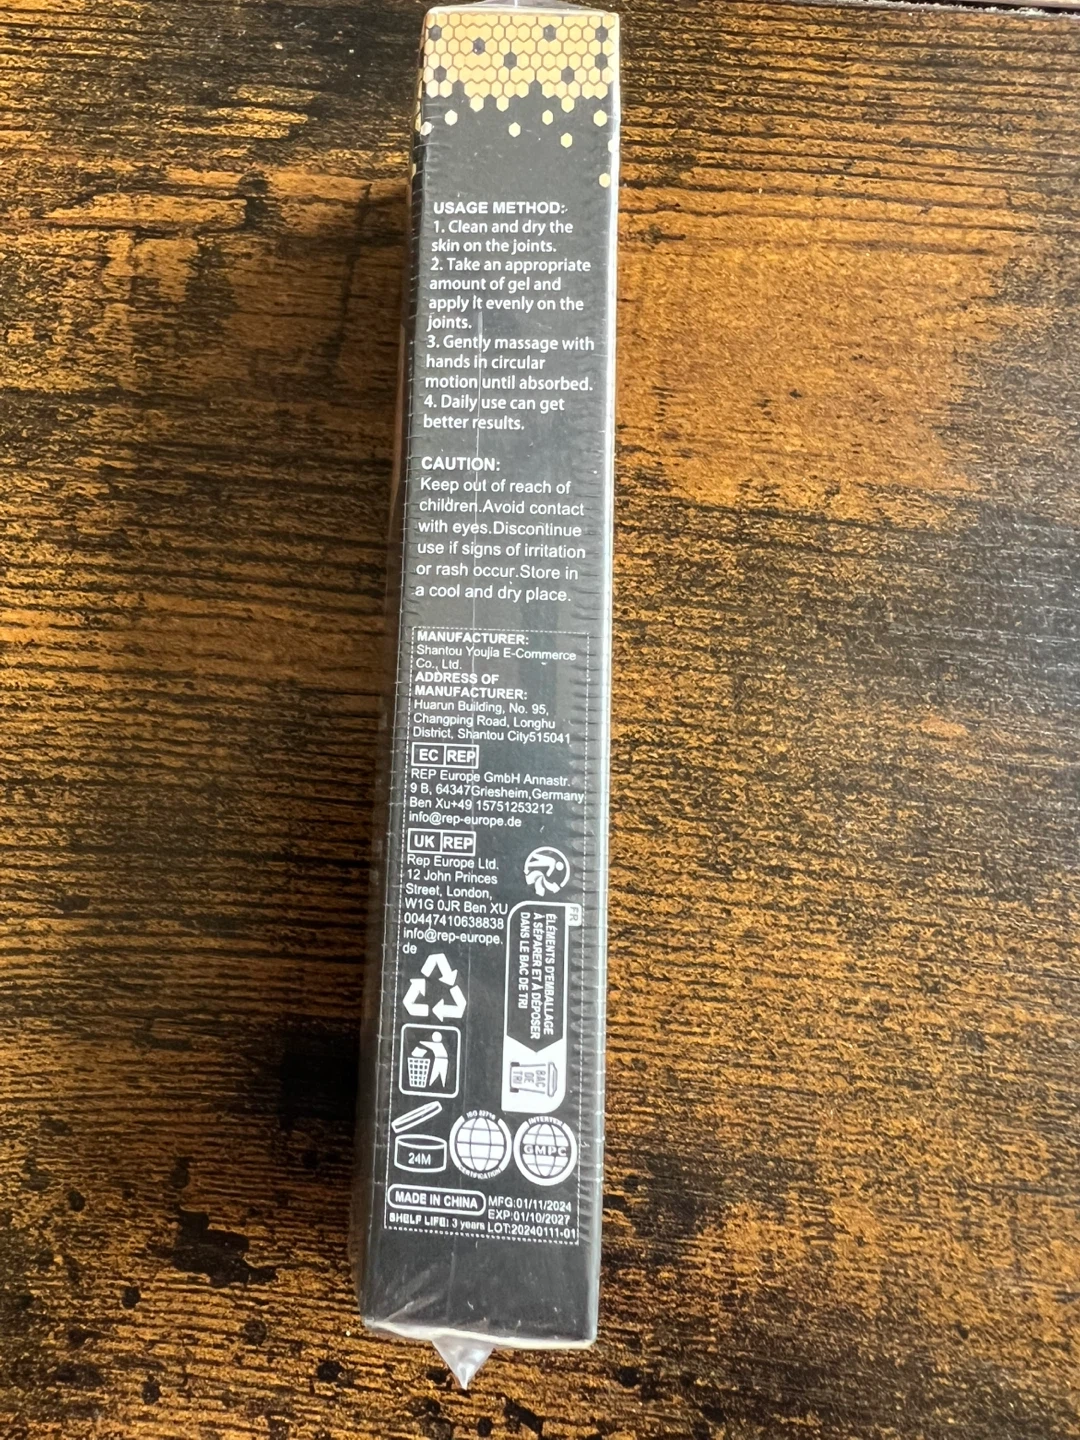 USAGE METHOD:
1. Clean and dry the
skin on the joints.
2. Take an appropriate
amount of gel and
apply it evenly on the
joints.
3. Gently massage with
hands in circular
motion until absorbed.
4. Daily use can get
better results.
CAUTION:
Keep out of reach of
children.Avoid contact
with eyes.Discontinue
use if signs of irritation
or rash occur.Store in
a cool and dry place.
MANUFACTURER:
Shantou Youjia E-Commerce
Co., Ltd.
ADDRESS OF
MANUFACTURER:
Huarun Building, No. 95,
Changping Road, Longhu
District, Shantou City515041
EC REP
REP Europe GmbH Annastr.
9 B, 64347Griesheim,Germany
Ben Xu+49 15751253212
info@rep-europe.de
UK REP
Rep Europe Ltd.
12 John Princes
Street, London,
W1G 0JR Ben XU
00447410638838
info@rep-europe.
de
FR
ÉLÉMENTS D'EMBALLAGE
À SÉPARER ET À DÉPOSER
DANS LE BAC DE TRI
BAC
DE
TRI
24M
ISO 22716
CERTIFICATION
INTERTEK
GMPC
MADE IN CHINA
MFG:01/11/2024
EXP:01/10/2027
SHELF LIFE: 3 years LOT:20240111-01